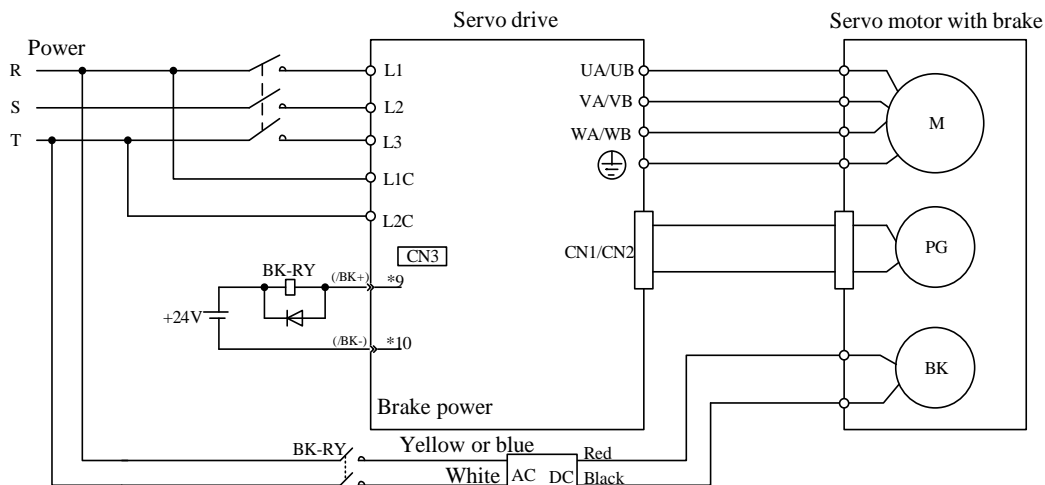 Servo drive
Servo motor with brake
Power
R
L1
UA/UB
S
L2
VA/VB
M
T
L3
WA/WB
L1C
L2C
CN3
CN1/CN2
PG
BK-RY
(/BK+)
*9
+24V
(/BK-)
*10
BK
Brake power
BK-RY
Yellow or blue
Red
White
AC DC
Black